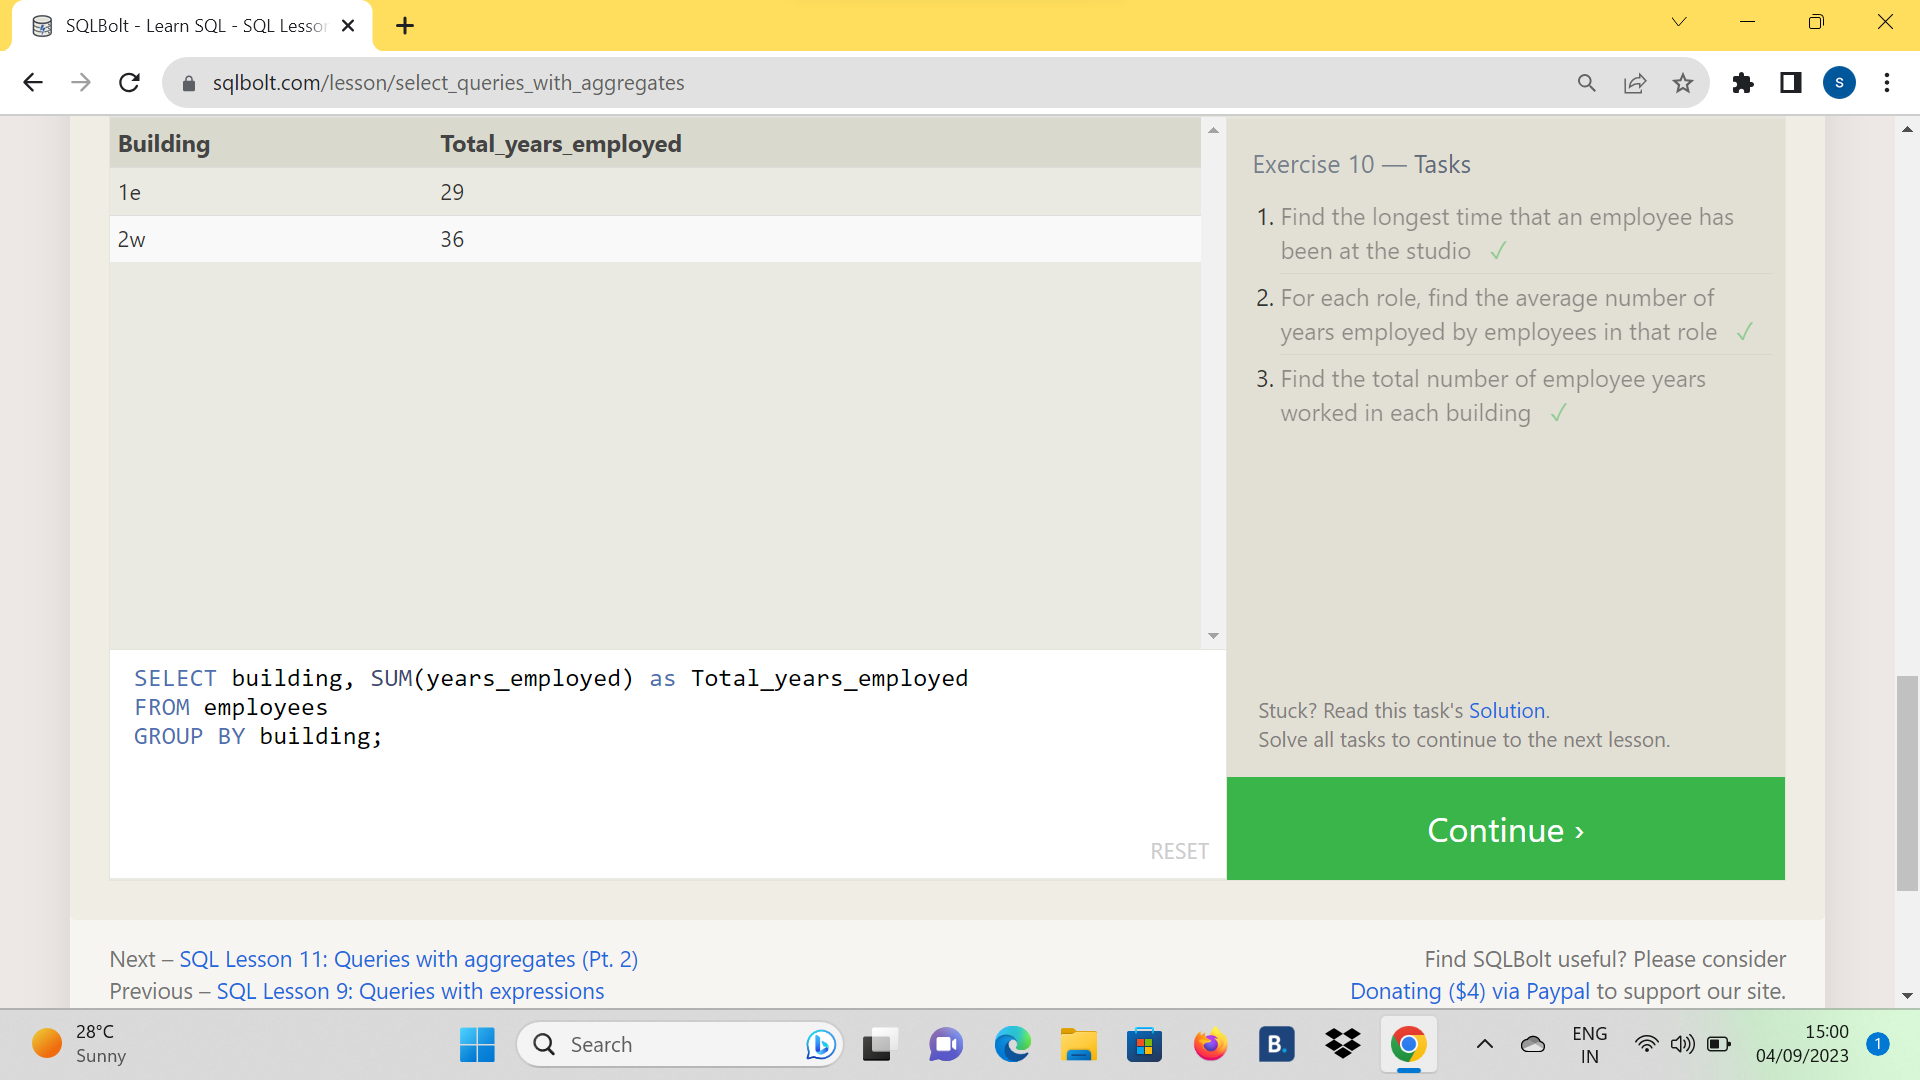 SQLBolt - Learn SQL - SQL Lesson
sqlbolt.com/lesson/select_queries_with_aggregates
S
Building Total_years_employed
1e 29
2w 36
Exercise 10 — Tasks
1. Find the longest time that an employee has
been at the studio ✓
2. For each role, find the average number of
years employed by employees in that role ✓
3. Find the total number of employee years
worked in each building ✓
SELECT building, SUM(years_employed) as Total_years_employed
FROM employees
GROUP BY building;
RESET
Stuck? Read this task's Solution.
Solve all tasks to continue to the next lesson.
Continue ›
Next – SQL Lesson 11: Queries with aggregates (Pt. 2)
Previous – SQL Lesson 9: Queries with expressions
Find SQLBolt useful? Please consider
Donating ($4) via Paypal to support our site.
28°C
Sunny
Search
B.
ENG
IN
15:00
04/09/2023
1